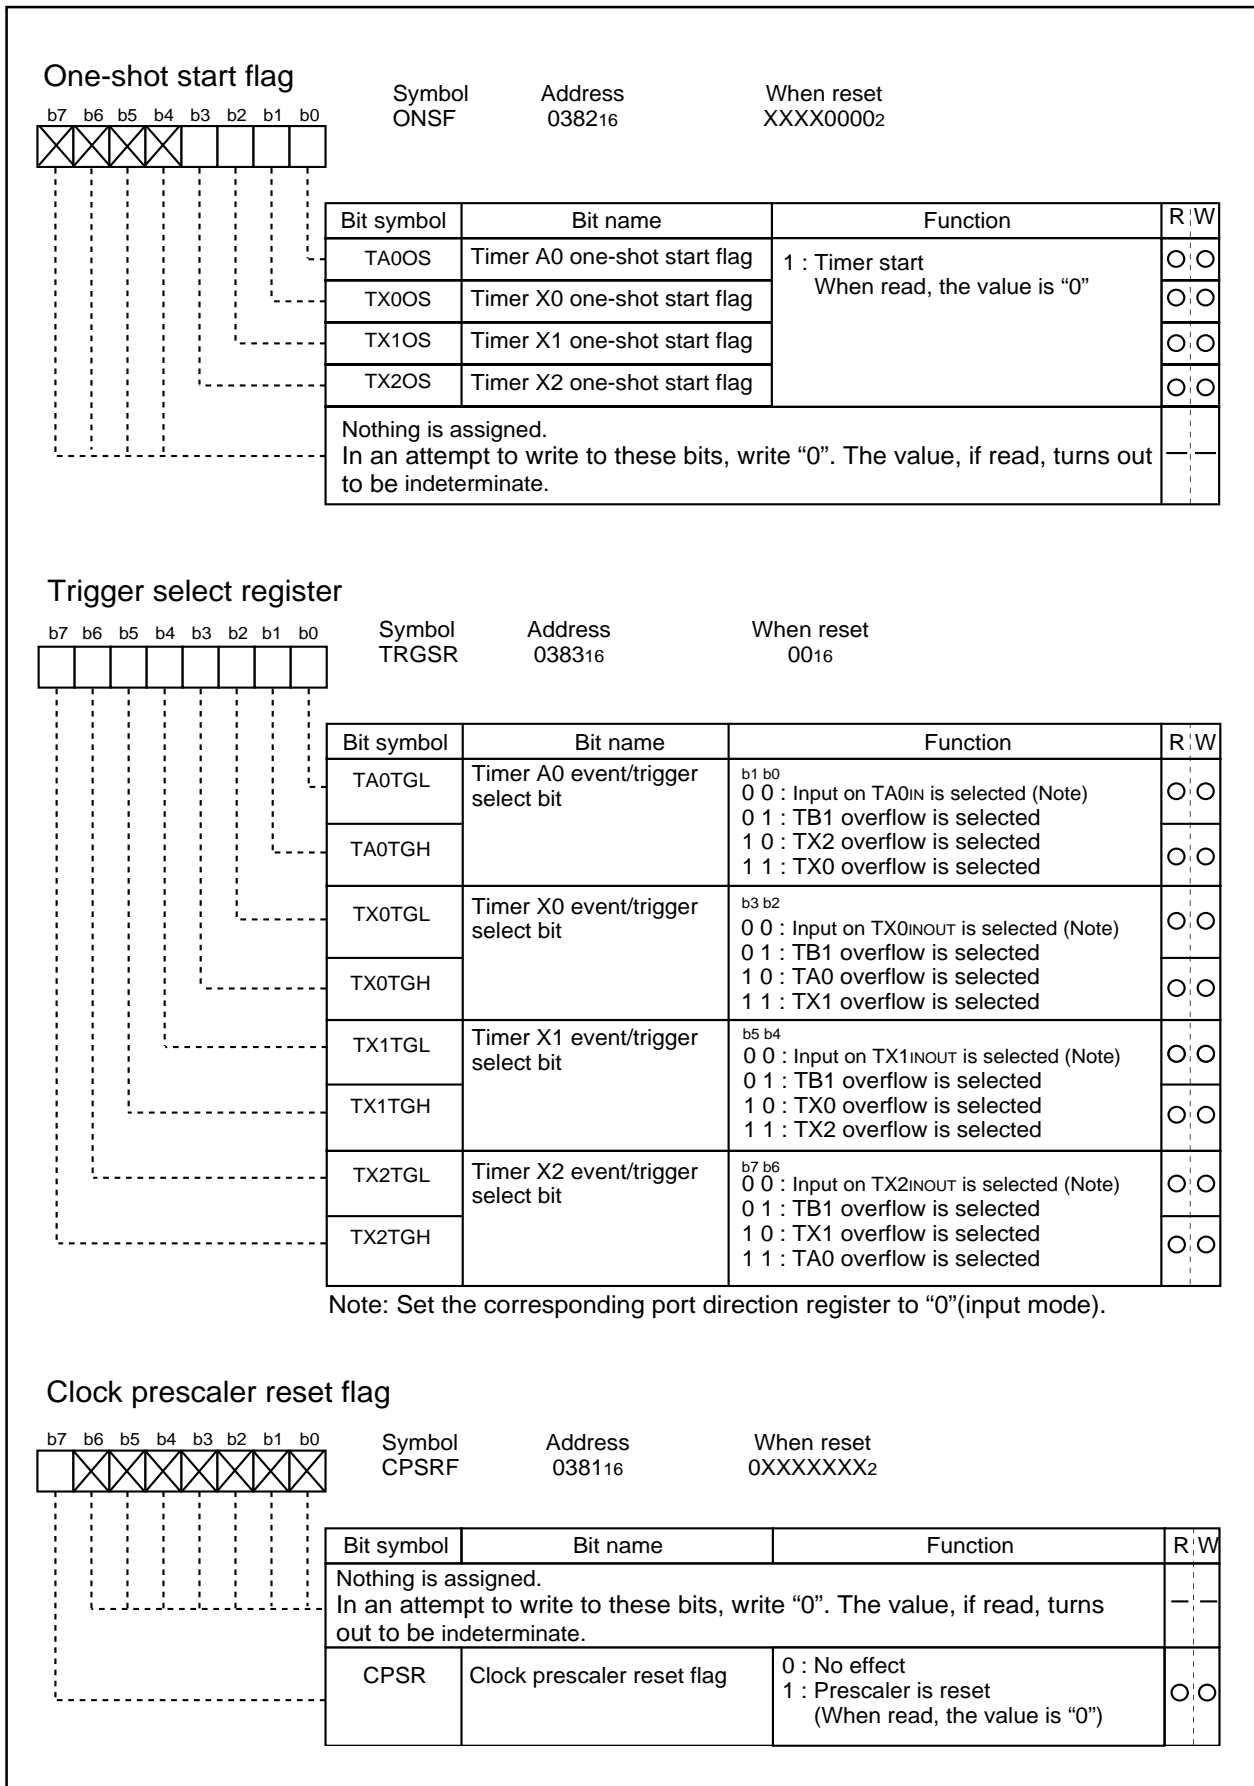 One-shot start flag
Symbol Address When reset
ONSF 038216 XXXX00002
b7 b6 b5 b4 b3 b2 b1 b0
Bit symbol Bit name Function R W
TA0OS Timer A0 one-shot start flag 1 : Timer start
When read, the value is “0”
TX0OS Timer X0 one-shot start flag
TX1OS Timer X1 one-shot start flag
TX2OS Timer X2 one-shot start flag
Nothing is assigned.
In an attempt to write to these bits, write “0”. The value, if read, turns out
to be indeterminate.
Trigger select register
b7 b6 b5 b4 b3 b2 b1 b0
Symbol Address When reset
TRGSR 038316 0016
Bit symbol Bit name Function R W
TA0TGL Timer A0 event/trigger
select bit
TA0TGH
b1 b0
0 0 : Input on TA0IN is selected (Note)
0 1 : TB1 overflow is selected
1 0 : TX2 overflow is selected
1 1 : TX0 overflow is selected
TX0TGL Timer X0 event/trigger
select bit
TX0TGH
b3 b2
0 0 : Input on TX0INOUT is selected (Note)
0 1 : TB1 overflow is selected
1 0 : TA0 overflow is selected
1 1 : TX1 overflow is selected
TX1TGL Timer X1 event/trigger
select bit
TX1TGH
b5 b4
0 0 : Input on TX1INOUT is selected (Note)
0 1 : TB1 overflow is selected
1 0 : TX0 overflow is selected
1 1 : TX2 overflow is selected
TX2TGL Timer X2 event/trigger
select bit
TX2TGH
b7 b6
0 0 : Input on TX2INOUT is selected (Note)
0 1 : TB1 overflow is selected
1 0 : TX1 overflow is selected
1 1 : TA0 overflow is selected
Note: Set the corresponding port direction register to “0”(input mode).
Clock prescaler reset flag
b7 b6 b5 b4 b3 b2 b1 b0
Symbol Address When reset
CPSRF 038116 0XXXXXXX2
Bit symbol Bit name Function R W
Nothing is assigned.
In an attempt to write to these bits, write “0”. The value, if read, turns
out to be indeterminate.
CPSR Clock prescaler reset flag
0 : No effect
1 : Prescaler is reset
(When read, the value is “0”)